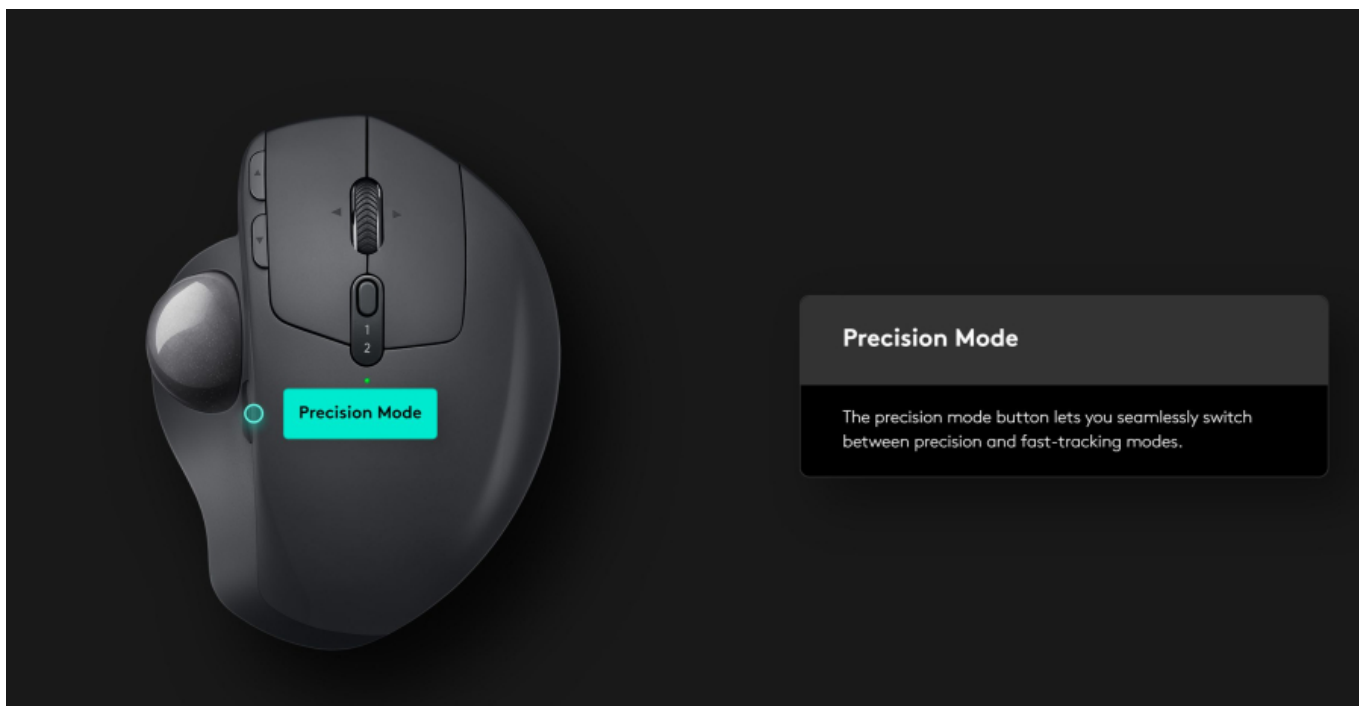 1
2
Precision Mode
Precision Mode
The precision mode button lets you seamlessly switch
between precision and fast-tracking modes.